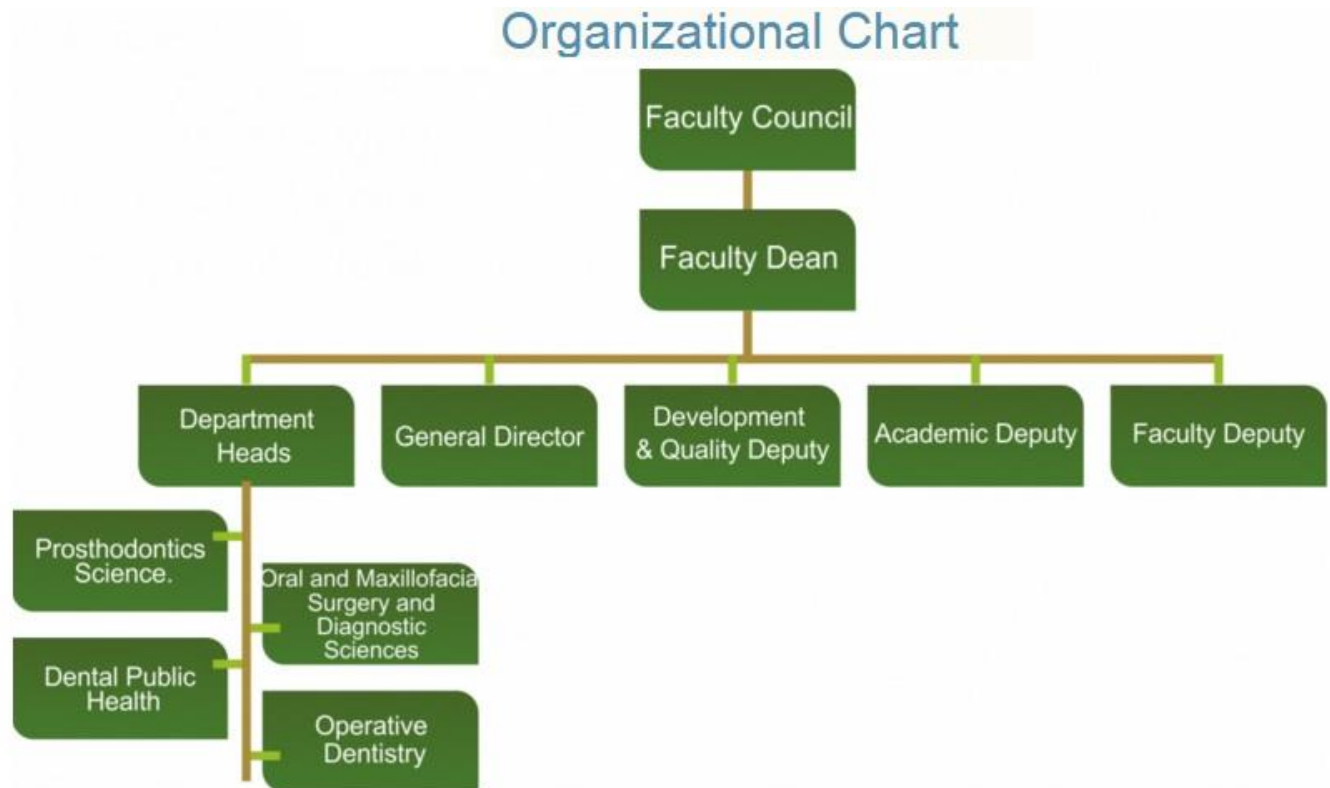 Organizational Chart
Faculty Council
Faculty Dean
Department
Heads
General Director
Development
& Quality Deputy
Academic Deputy
Faculty Deputy
Prosthodontics
Science.
Oral and Maxillofacia
Surgery and
Diagnostic
Sciences
Dental Public
Health
Operative
Dentistry